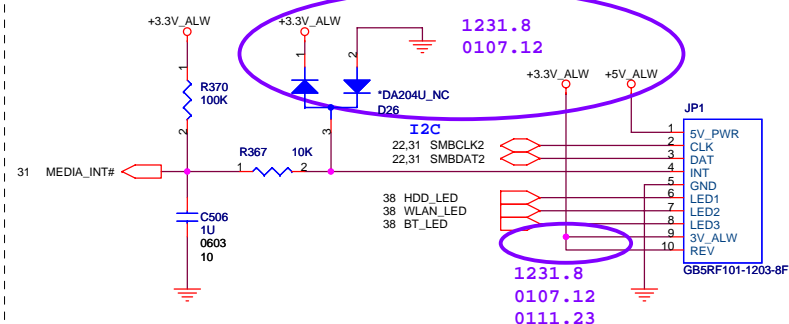 +3.3V_ALW
+3.3V_ALW
1231.8
0107.12
1
2
+3.3V_ALW
+5V_ALW
1
R370
100K
*DA204U_NC
D26
JP1
2
3
I2C
1
5V_PWR
22,31 SMBCLK2
2
CLK
22,31 SMBDAT2
3
DAT
R367
10K
31 MEDIA_INT#
1
2
4
INT
5
GND
38 HDD_LED
6
LED1
38 WLAN_LED
7
LED2
38 BT_LED
8
LED3
C506
1U
0603
10
9
3V_ALW
10
REV
GB5RF101-1203-8F
1231.8
0107.12
0111.23